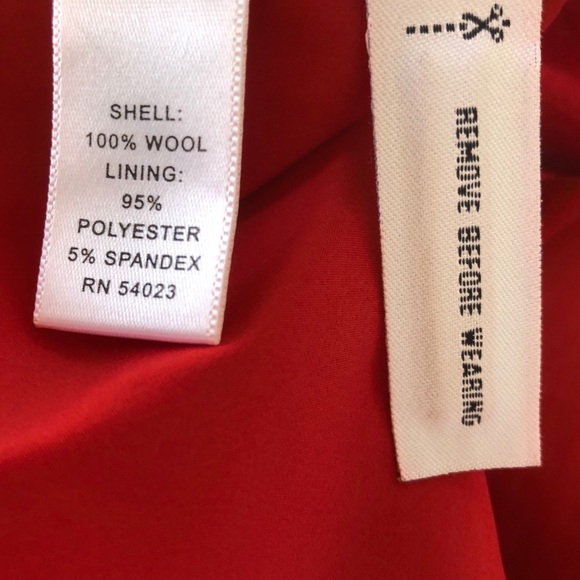 SHELL:
100% WOOL
LINING:
95%
POLYESTER
5% SPANDEX
RN 54023
REMOVE BEFORE WEARING